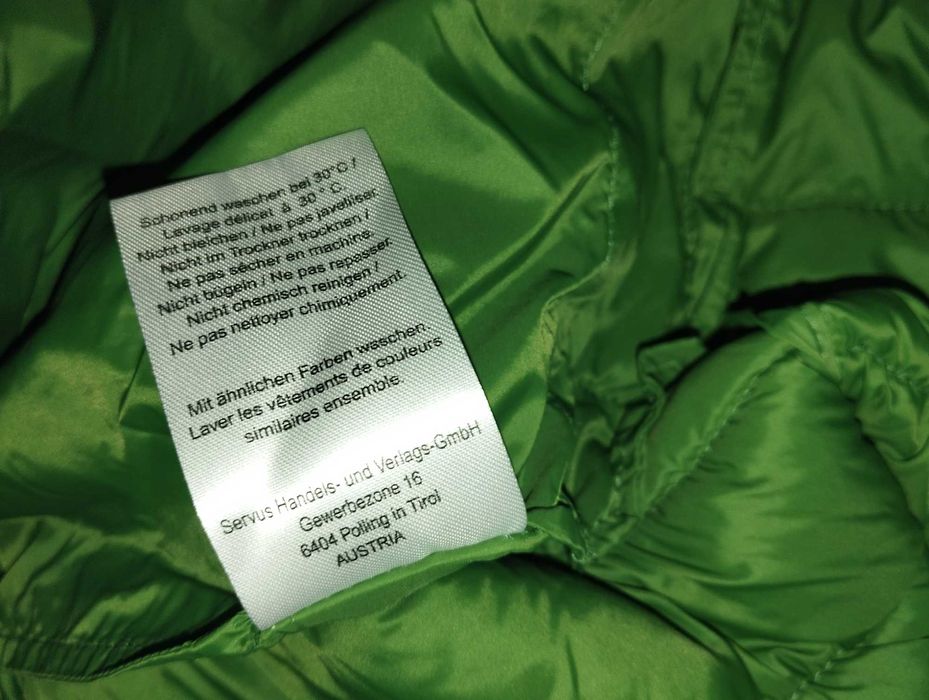 Schonend waschen bei 30°C /
Lavage délicat à 30 ° C.
Nicht bleichen / Ne pas javelliser.
Nicht im Trockner trocknen /
Ne pas sécher en machine.
Nicht bügeln / Ne pas repasser.
Nicht chemisch reinigen /
Ne pas nettoyer chimiquement.
Mit ähnlichen Farben waschen.
Laver les vêtements de couleurs
similaires ensemble.
Servus Handels- und Verlags-GmbH
Gewerbezone 16
6404 Polling in Tirol
AUSTRIA